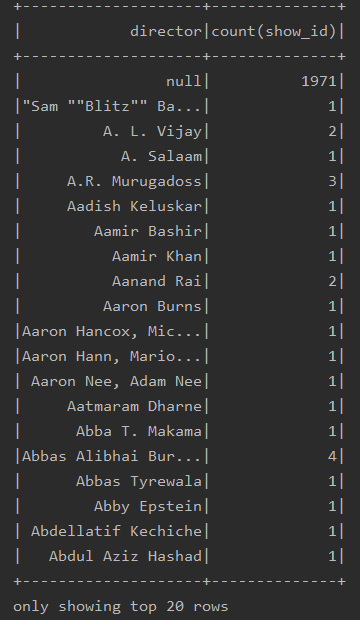 +--------------------+--------------+
|            director|count(show_id)|
+--------------------+--------------+
|                null|          1971|
|"Sam ""Blitz"" Ba...|             1|
|         A. L. Vijay|             2|
|           A. Salaam|             1|
|     A.R. Murugadoss|             3|
|     Aadish Keluskar|             1|
|        Aamir Bashir|             1|
|          Aamir Khan|             1|
|          Aanand Rai|             2|
|         Aaron Burns|             1|
|Aaron Hancox, Mic...|             1|
|Aaron Hann, Mario...|             1|
| Aaron Nee, Adam Nee|             1|
|     Aatmaram Dharne|             1|
|      Abba T. Makama|             1|
|Abbas Alibhai Bur...|             4|
|      Abbas Tyrewala|             1|
|        Abby Epstein|             1|
| Abdellatif Kechiche|             1|
|   Abdul Aziz Hashad|             1|
+--------------------+--------------+
only showing top 20 rows